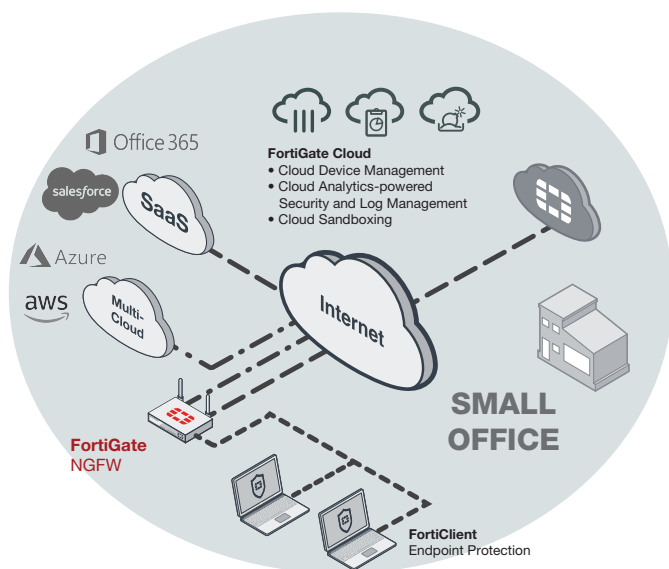 Office 365
salesforce
SaaS
FortiGate Cloud
• Cloud Device Management
• Cloud Analytics-powered
Security and Log Management
• Cloud Sandboxing
Azure
aws
Multi-
Cloud
Internet
SMALL
OFFICE
FortiGate
NGFW
FortiClient
Endpoint Protection